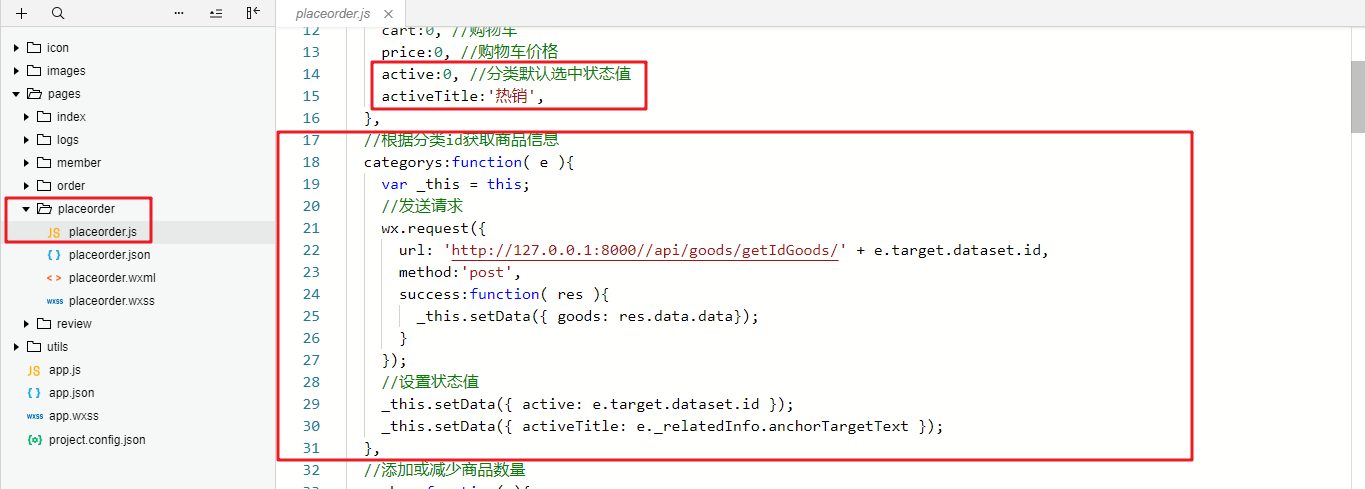 placeorder.js
icon
images
pages
index
logs
member
order
placeorder
JS placeorder.js
{ } placeorder.json
< > placeorder.wxml
wxss placeorder.wxss
review
utils
JS app.js
{ } app.json
wxss app.wxss
{o} project.config.json
12 cart:0, //购物车
13 price:0, //购物车价格
14 active:0, //分类默认选中状态值
15 activeTitle:'热销',
16 },
17 //根据分类id获取商品信息
18 categorys:function( e ){
19 var _this = this;
20 //发送请求
21 wx.request({
22 url: 'http://127.0.0.1:8000//api/goods/getIdGoods/' + e.target.dataset.id,
23 method:'post',
24 success:function( res ){
25 _this.setData({ goods: res.data.data});
26 }
27 });
28 //设置状态值
29 _this.setData({ active: e.target.dataset.id });
30 _this.setData({ activeTitle: e._relatedInfo.anchorTargetText });
31 },
32 //添加或减少商品数量